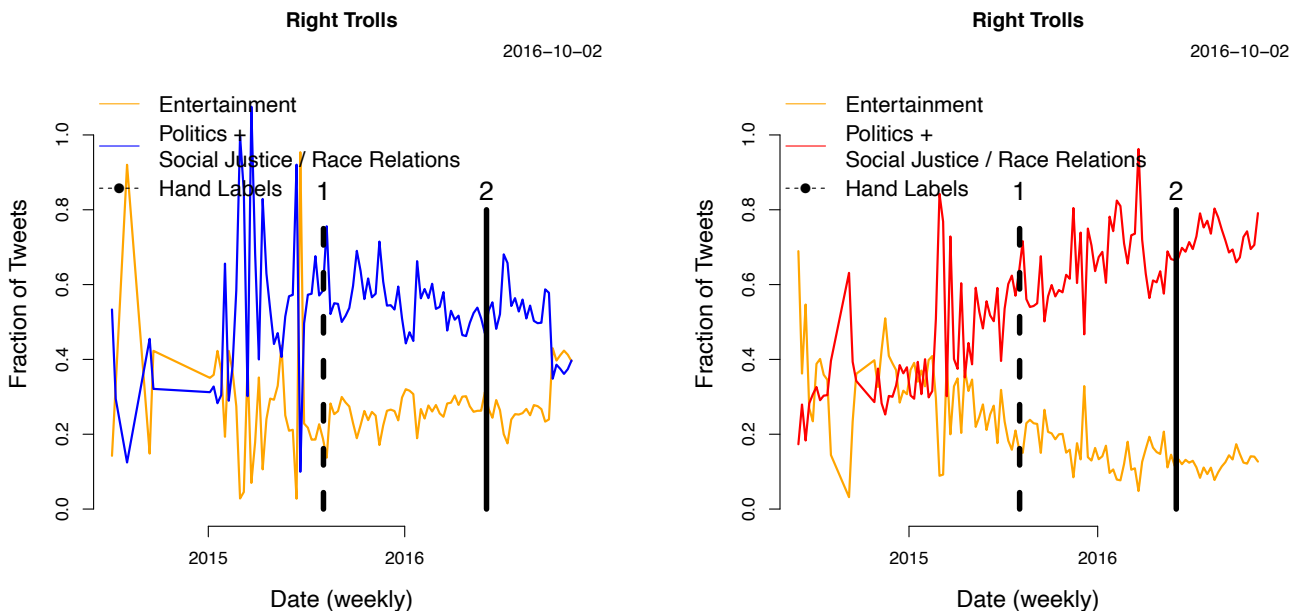 Right Trolls
2016-10-02
Entertainment
Politics +
Social Justice / Race Relations
Hand Labels
1
2
Fraction of Tweets
0.0
0.2
0.4
0.6
0.8
1.0
2015
2016
Date (weekly)
Right Trolls
2016-10-02
Entertainment
Politics +
Social Justice / Race Relations
Hand Labels
1
2
Fraction of Tweets
0.0
0.2
0.4
0.6
0.8
1.0
2015
2016
Date (weekly)